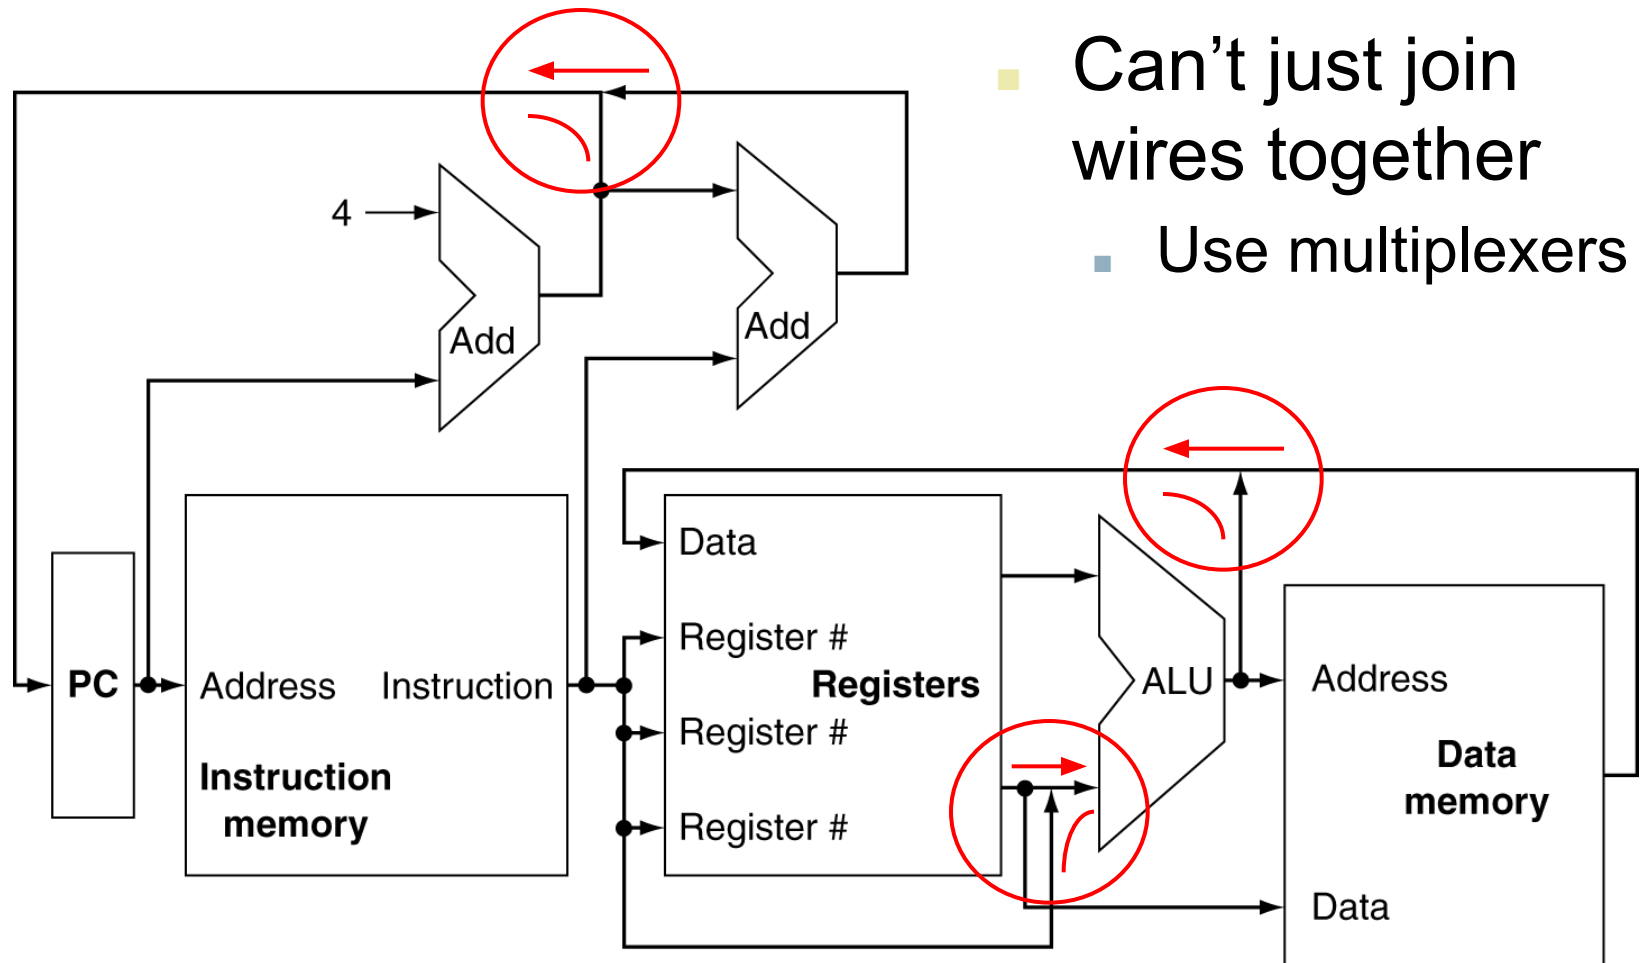 Can’t just join
wires together
Use multiplexers
4
Add
Add
Data
Register #
PC
Address
Instruction
Registers
ALU
Address
Register #
Instruction
memory
Data
memory
Register #
Data